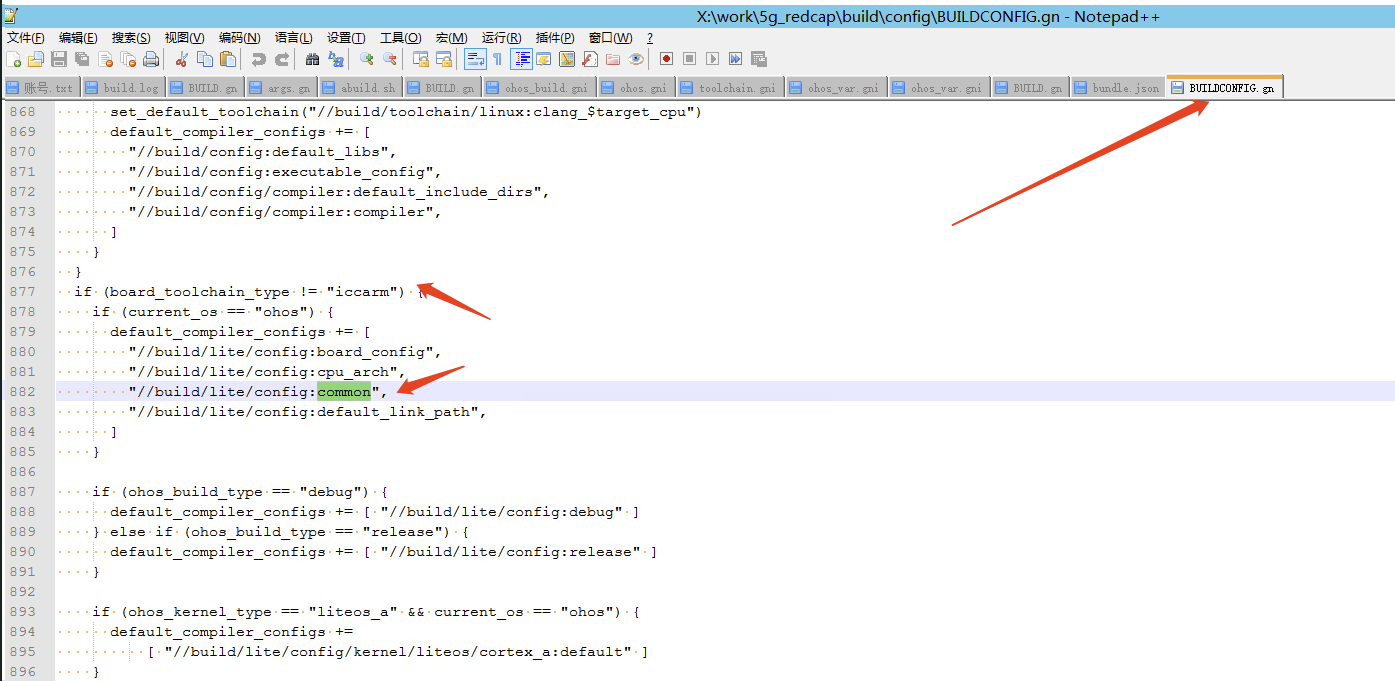 X:\work\5g_redcap\build\config\BUILDCONFIG.gn - Notepad++
文件(F) 编辑(E) 搜索(S) 视图(V) 编码(N) 语言(L) 设置(T) 工具(O) 宏(M) 运行(R) 插件(P) 窗口(W) ?
账号.txt build.log BUILD.gn args.gn abuild.sh BUILD.gn ohos_build.gni ohos.gni toolchain.gni ohos_var.gni ohos_var.gni BUILD.gn bundle.json BUILDCONFIG.gn
868 set_default_toolchain("//build/toolchain/linux:clang_$target_cpu")
869 default_compiler_configs += [
870 "//build/config:default_libs",
871 "//build/config:executable_config",
872 "//build/config/compiler:default_include_dirs",
873 "//build/config/compiler:compiler",
874 ]
875 }
876 }
877 if (board_toolchain_type != "iccarm") {
878 if (current_os == "ohos") {
879 default_compiler_configs += [
880 "//build/lite/config:board_config",
881 "//build/lite/config:cpu_arch",
882 "//build/lite/config:common",
883 "//build/lite/config:default_link_path",
884 ]
885 }
886
887 if (ohos_build_type == "debug") {
888 default_compiler_configs += [ "//build/lite/config:debug" ]
889 } else if (ohos_build_type == "release") {
890 default_compiler_configs += [ "//build/lite/config:release" ]
891 }
892
893 if (ohos_kernel_type == "liteos_a" && current_os == "ohos") {
894 default_compiler_configs +=
895 [ "//build/lite/config/kernel/liteos/cortex_a:default" ]
896 }